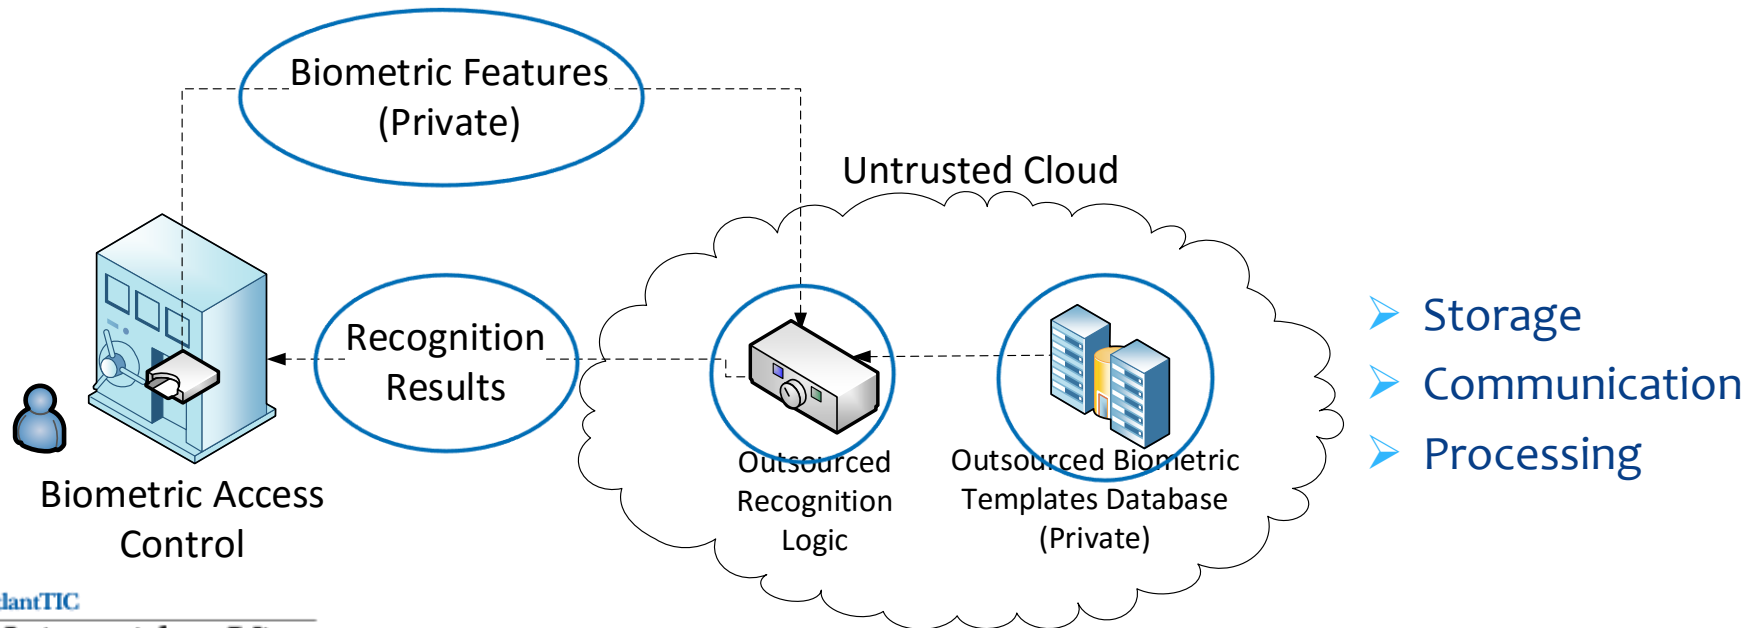 Biometric Features
(Private)
Untrusted Cloud
Recognition
Results
Storage
Communication
Processing
Outsourced
Recognition
Logic
Outsourced Biometric
Templates Database
(Private)
Biometric Access
Control